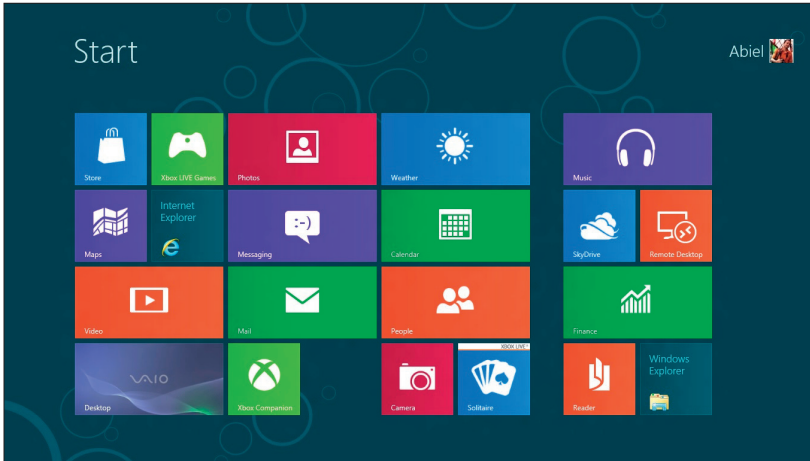 Start
Abiel
Store
Xbox LIVE Games
Photos
Weather
Music
Maps
Internet
Explorer
Messaging
Calendar
SkyDrive
Remote Desktop
Video
Mail
People
Finance
VAIO
Desktop
Xbox Companion
Camera
XBOX LIVE
Solitaire
Reader
Windows
Explorer